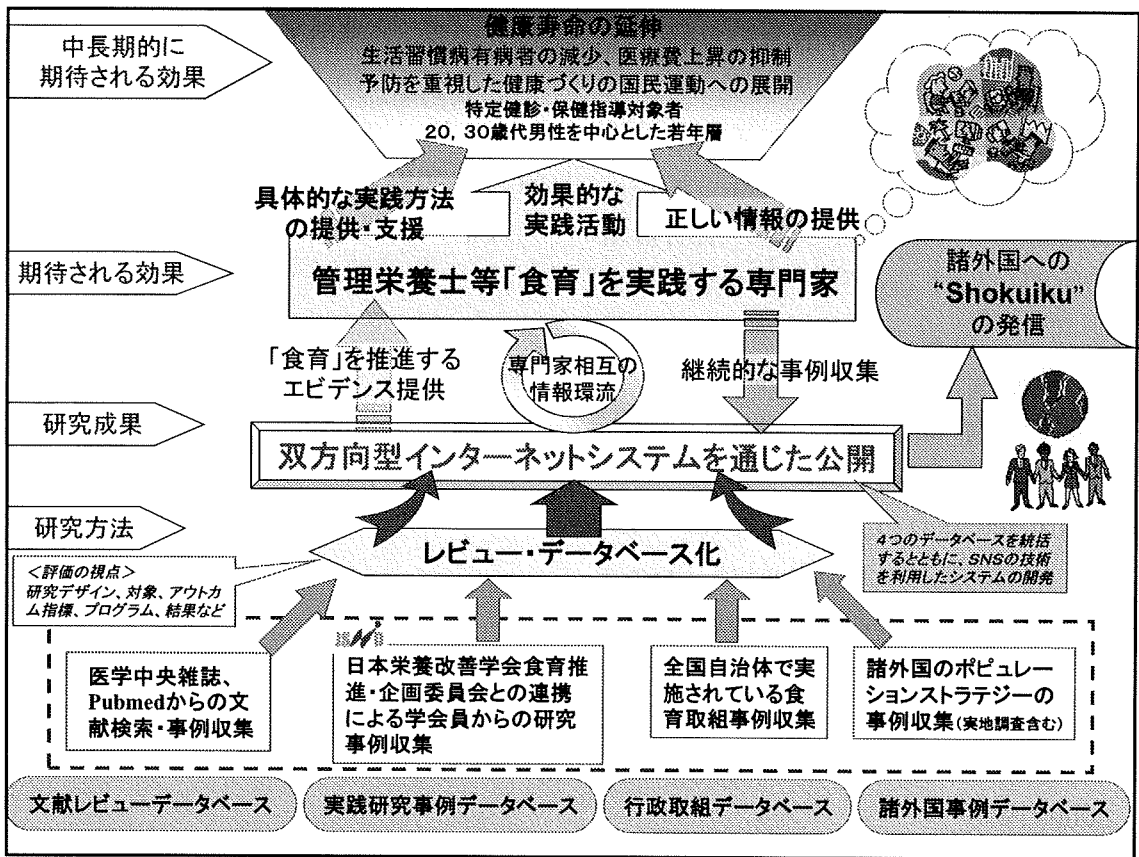 中長期的に
期待される効果
健康寿命の延伸
生活習慣病有病者の減少、医療費上昇の抑制
予防を重視した健康づくりの国民運動への展開
特定健診・保健指導対象者
20, 30歳代男性を中心とした若年層
具体的な実践方法
の提供・支援
効果的な
実践活動
正しい情報の提供
期待される効果
管理栄養士等「食育」を実践する専門家
諸外国への
“Shokuiku”
の発信
「食育」を推進する
エビデンス提供
専門家相互の
情報環流
継続的な事例収集
研究成果
双方向型インターネットシステムを通じた公開
研究方法
レビュー・データベース化
4つのデータベースを統括
するとともに、SNSの技術
を利用したシステムの開発
<評価の視点>
研究デザイン、対象、アウトカ
ム指標、プログラム、結果など
医学中央雑誌、
Pubmedからの文
献検索・事例収集
日本栄養改善学会食育推
進・企画委員会との連携
による学会員からの研究
事例収集
全国自治体で実
施されている食
育取組事例収集
諸外国のポピュレー
ションストラテジーの
事例収集(実地調査含む)
文献レビューデータベース
実践研究事例データベース
行政取組データベース
諸外国事例データベース